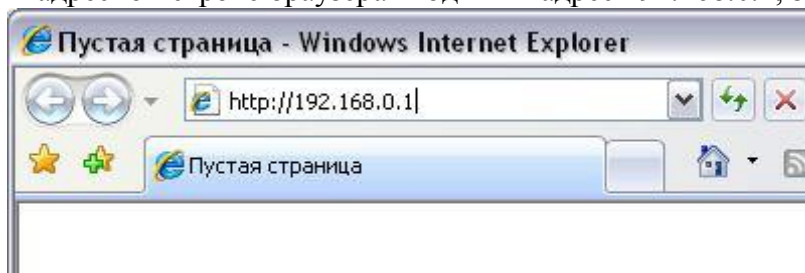 Пустая страница - Windows Internet Explorer
http://192.168.0.1
Пустая страница